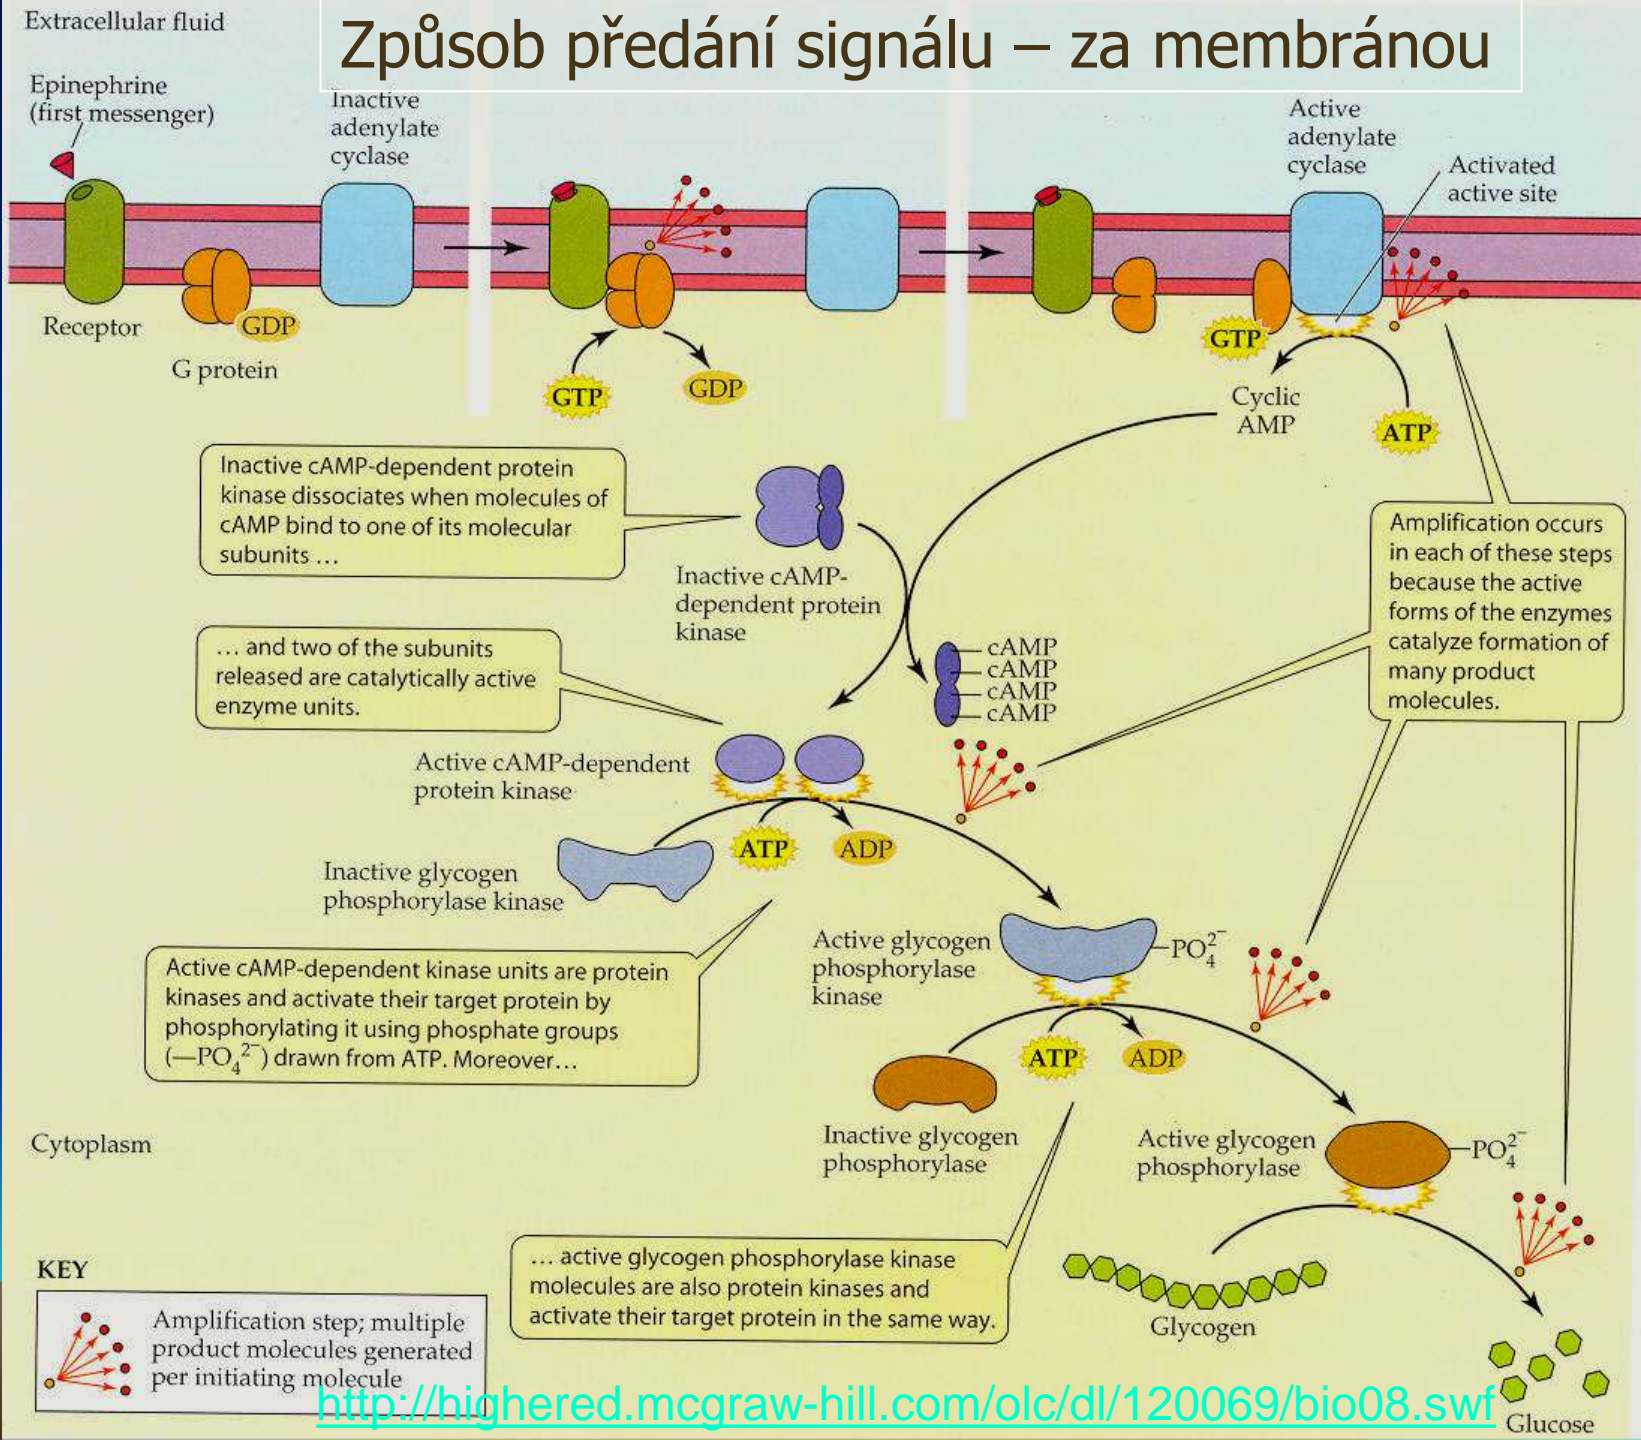 Způsob předání signálu – za membránou
Extracellular fluid
Epinephrine
(first messenger)
Inactive
adenylate
cyclase
Active
adenylate
cyclase
Activated
active site
Receptor
GDP
G protein
GTP
GDP
GTP
Cyclic
AMP
ATP
Inactive cAMP-dependent protein
kinase dissociates when molecules of
cAMP bind to one of its molecular
subunits ...
Inactive cAMP-
dependent protein
kinase
Amplification occurs
in each of these steps
because the active
forms of the enzymes
catalyze formation of
many product
molecules.
... and two of the subunits
released are catalytically active
enzyme units.
cAMP
cAMP
cAMP
cAMP
Active cAMP-dependent
protein kinase
ATP
ADP
Inactive glycogen
phosphorylase kinase
Active glycogen
phosphorylase
kinase
PO₄²⁻
Active cAMP-dependent kinase units are protein
kinases and activate their target protein by
phosphorylating it using phosphate groups
(—PO₄²⁻) drawn from ATP. Moreover...
ATP
ADP
Inactive glycogen
phosphorylase
Active glycogen
phosphorylase
PO₄²⁻
Cytoplasm
... active glycogen phosphorylase kinase
molecules are also protein kinases and
activate their target protein in the same way.
Glycogen
Glucose
KEY
Amplification step; multiple
product molecules generated
per initiating molecule
http://highered.mcgraw-hill.com/olc/dl/120069/bio08.swf